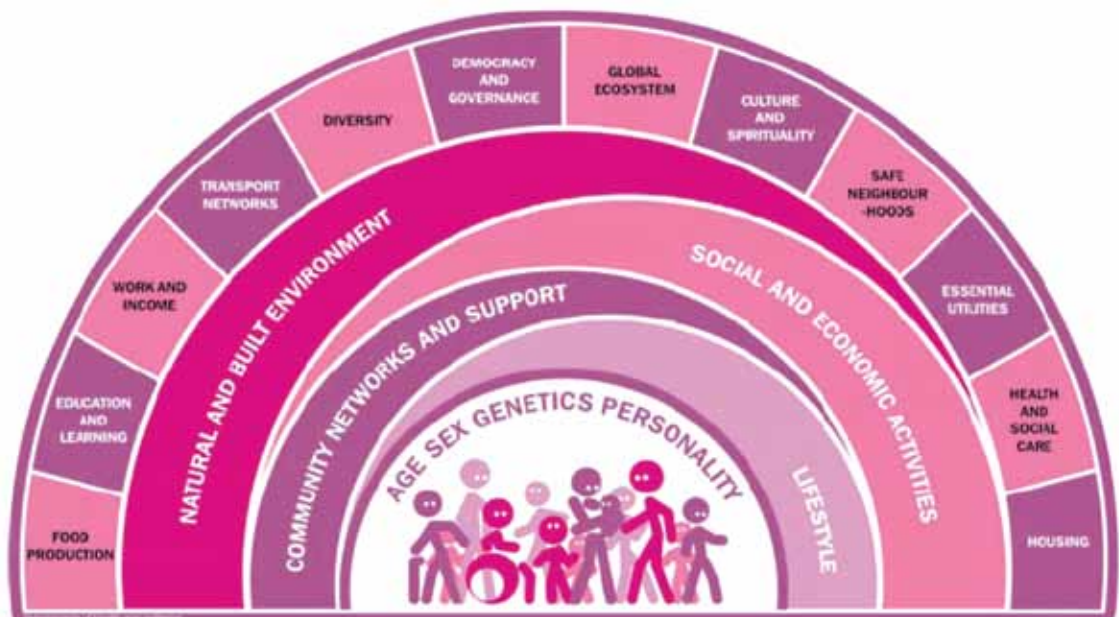 FOOD
PRODUCTION
EDUCATION
AND
LEARNING
WORK AND
INCOME
TRANSPORT
NETWORKS
DIVERSITY
DEMOCRACY
AND
GOVERNANCE
GLOBAL
ECOSYSTEM
CULTURE
AND
SPIRITUALITY
SAFE
NEIGHBOUR
-HOODS
ESSENTIAL
UTILITIES
HEALTH
AND
SOCIAL
CARE
HOUSING
NATURAL AND BUILT ENVIRONMENT
SOCIAL AND ECONOMIC ACTIVITIES
COMMUNITY NETWORKS AND SUPPORT
LIFESTYLE
AGE SEX GENETICS PERSONALITY